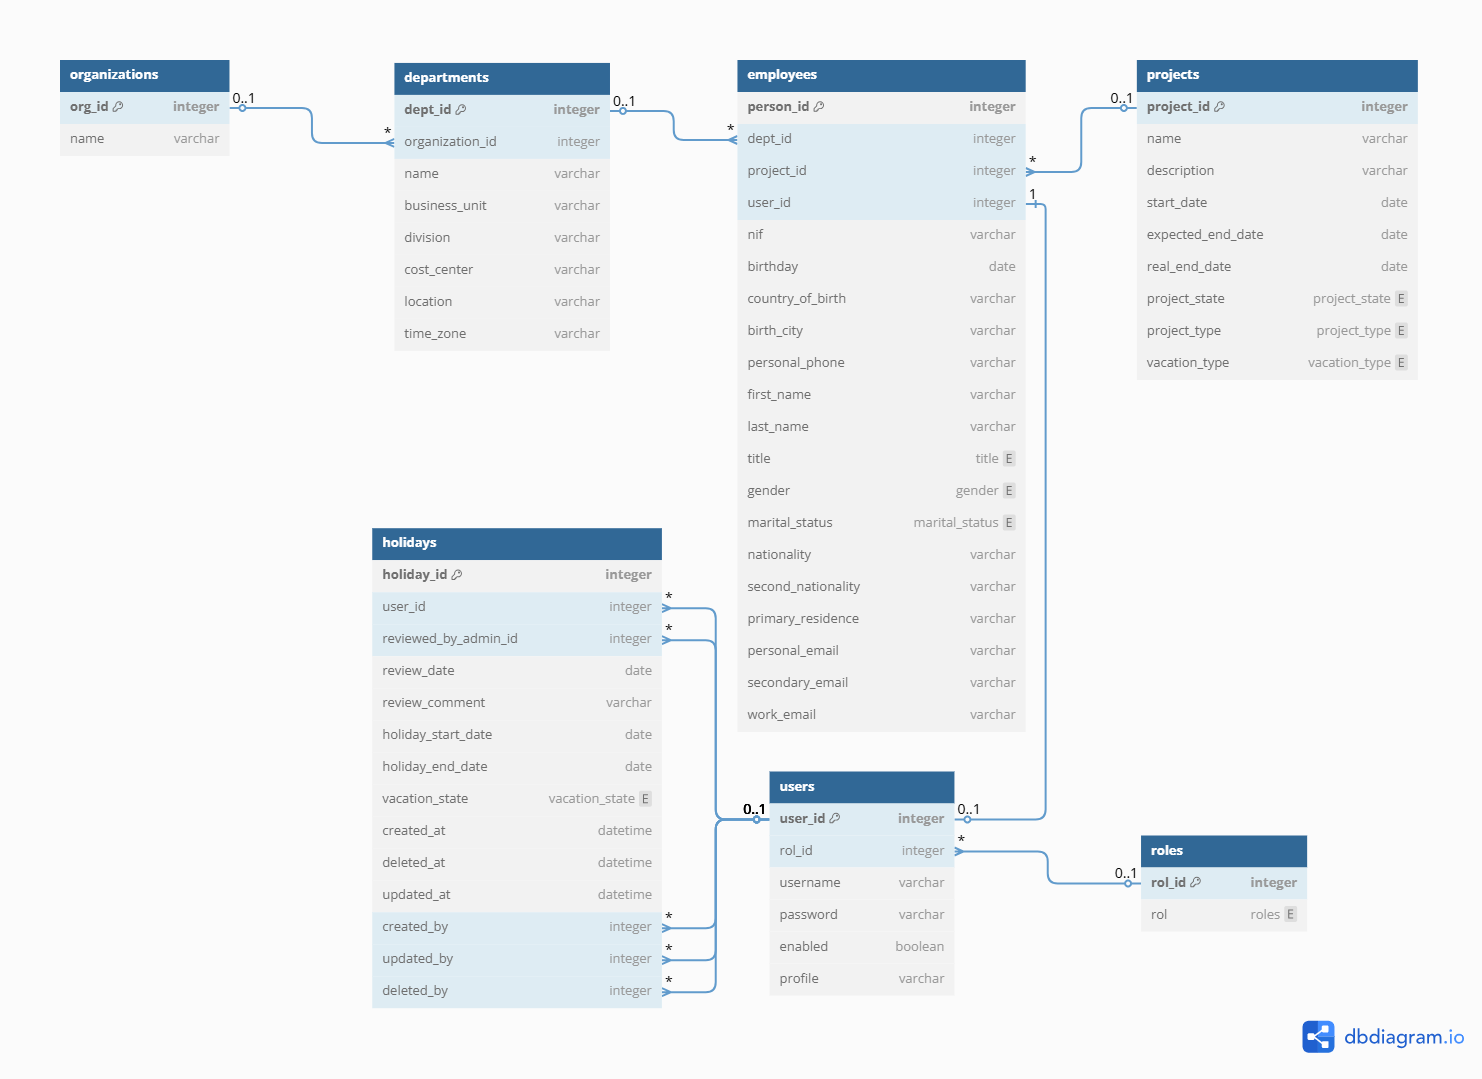 organizations
org_id integer
name varchar
0..1
*
departments
dept_id integer
organization_id integer
name varchar
business_unit varchar
division varchar
cost_center varchar
location varchar
time_zone varchar
0..1
*
employees
person_id integer
dept_id integer
project_id integer
user_id integer
nif varchar
birthday date
country_of_birth varchar
birth_city varchar
personal_phone varchar
first_name varchar
last_name varchar
title title E
gender gender E
marital_status marital_status E
nationality varchar
second_nationality varchar
primary_residence varchar
personal_email varchar
secondary_email varchar
work_email varchar
*
1
0..1
projects
project_id integer
name varchar
description varchar
start_date date
expected_end_date date
real_end_date date
project_state project_state E
project_type project_type E
vacation_type vacation_type E
holidays
holiday_id integer
user_id integer
reviewed_by_admin_id integer
review_date date
review_comment varchar
holiday_start_date date
holiday_end_date date
vacation_state vacation_state E
created_at datetime
deleted_at datetime
updated_at datetime
created_by integer
updated_by integer
deleted_by integer
*
*
*
*
*
0..1
users
user_id integer
rol_id integer
username varchar
password varchar
enabled boolean
profile varchar
0..1
*
0..1
roles
rol_id integer
rol roles E
dbdiagram.io